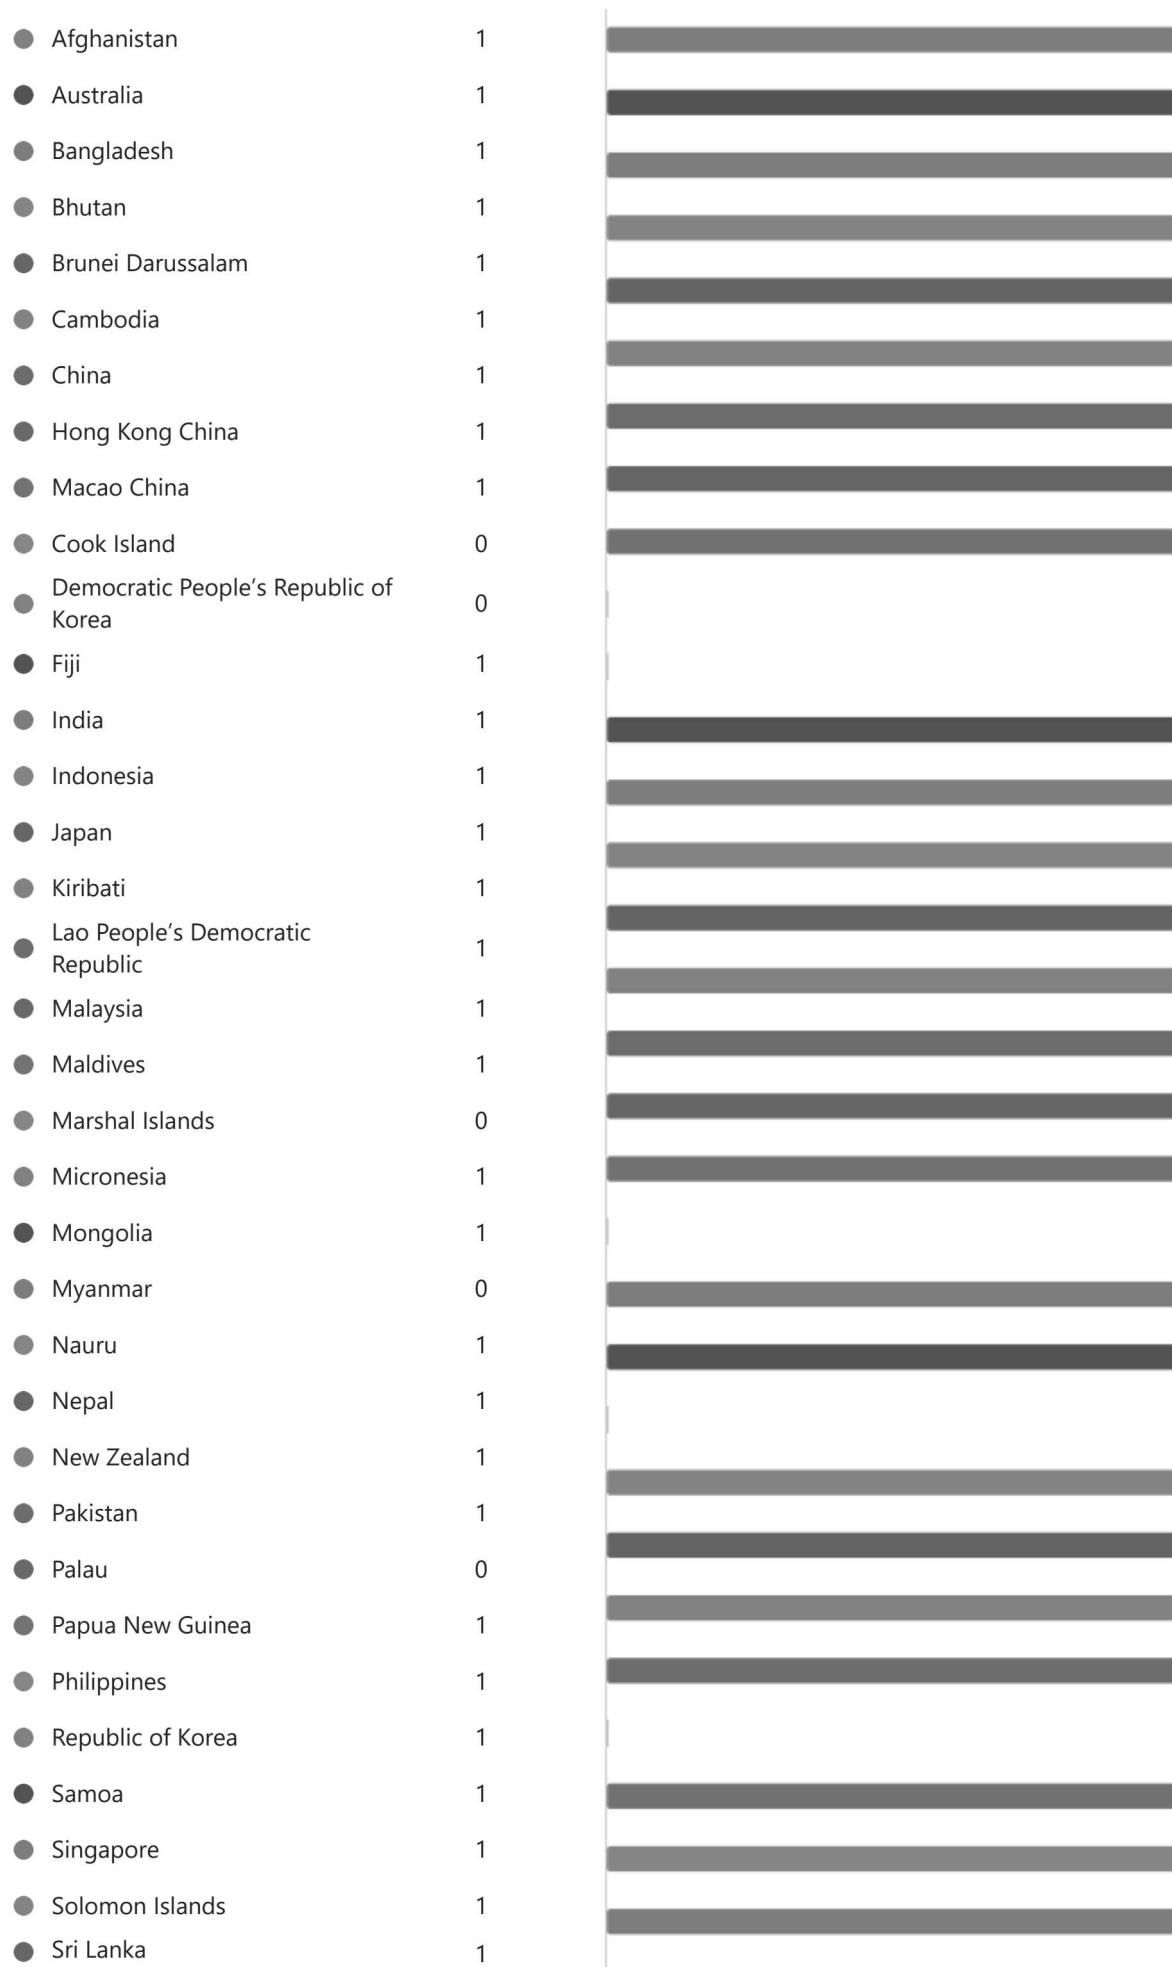 Afghanistan 1
Australia 1
Bangladesh 1
Bhutan 1
Brunei Darussalam 1
Cambodia 1
China 1
Hong Kong China 1
Macao China 1
Cook Island 0
Democratic People’s Republic of
Korea 0
Fiji 1
India 1
Indonesia 1
Japan 1
Kiribati 1
Lao People’s Democratic
Republic 1
Malaysia 1
Maldives 1
Marshal Islands 0
Micronesia 1
Mongolia 1
Myanmar 0
Nauru 1
Nepal 1
New Zealand 1
Pakistan 1
Palau 0
Papua New Guinea 1
Philippines 1
Republic of Korea 1
Samoa 1
Singapore 1
Solomon Islands 1
Sri Lanka 1